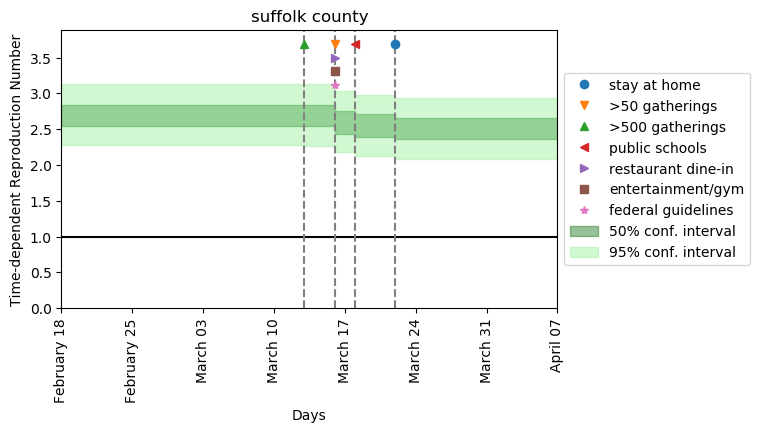 suffolk county
Time-dependent Reproduction Number
3.5
3.0
2.5
2.0
1.5
1.0
0.5
0.0
February 18
February 25
March 03
March 10
March 17
March 24
March 31
April 07
Days
stay at home
>50 gatherings
>500 gatherings
public schools
restaurant dine-in
entertainment/gym
federal guidelines
50% conf. interval
95% conf. interval